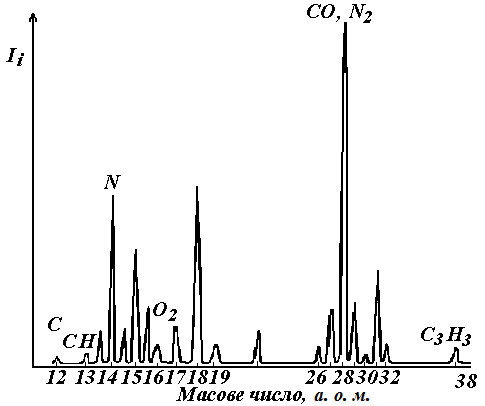 CO, N₂
Iᵢ
N
C
CH
O₂
C₃H₃
12 13 14 15 16 17 18 19 26 28 30 32 38
Масове число, а. о. м.